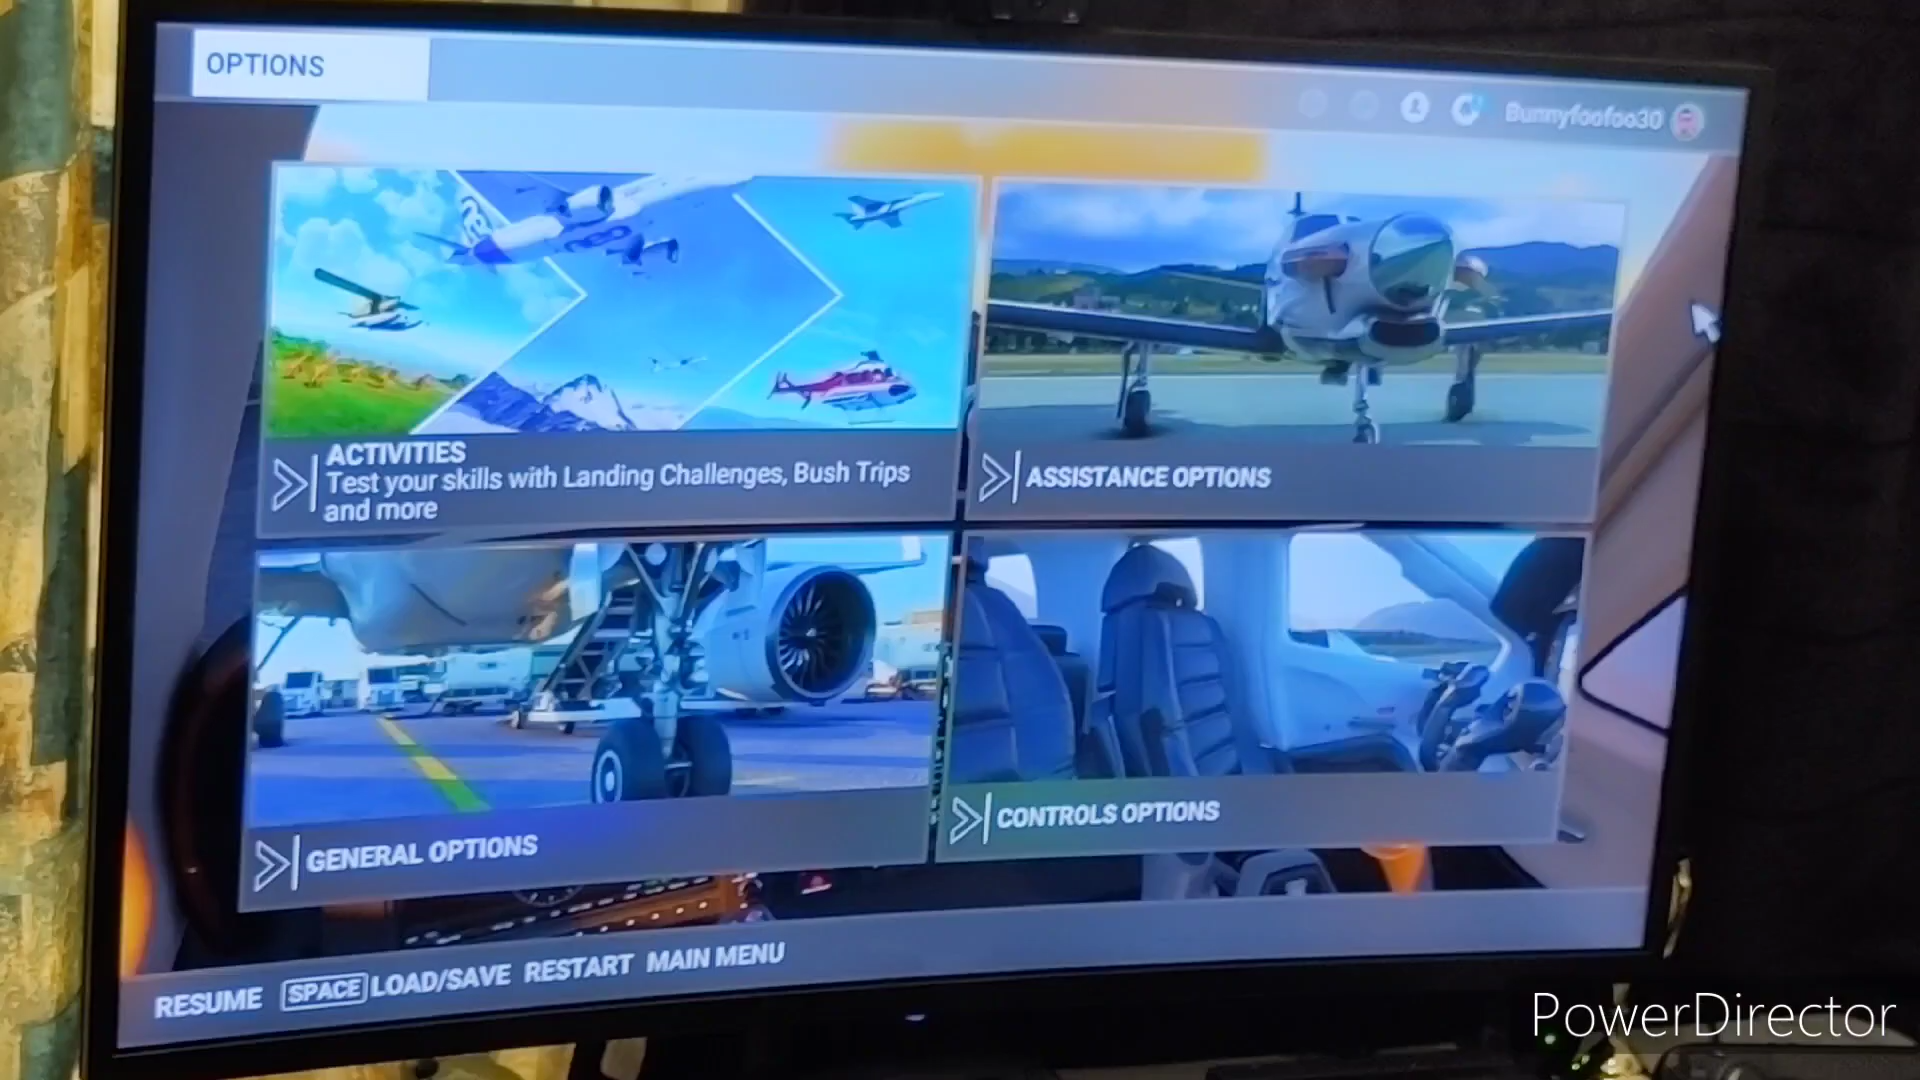 OPTIONS
Bunnyfoofoo30
ACTIVITIES
Test your skills with Landing Challenges, Bush Trips
and more
ASSISTANCE OPTIONS
GENERAL OPTIONS
CONTROLS OPTIONS
RESUME SPACE LOAD/SAVE RESTART MAIN MENU
PowerDirector